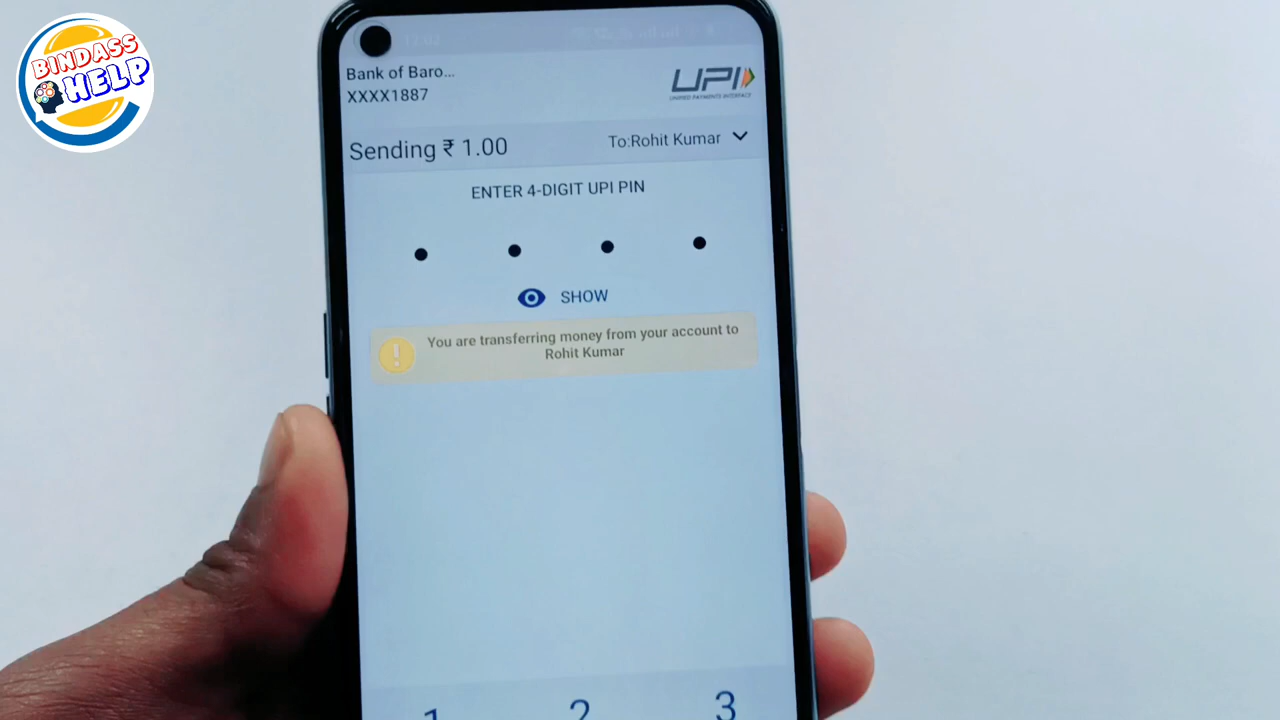 BINDASS
HELP
Bank of Baro...
XXXX1887
UPI
UNIFIED PAYMENTS INTERFACE
Sending ₹ 1.00
To:Rohit Kumar
ENTER 4-DIGIT UPI PIN
SHOW
You are transferring money from your account to
Rohit Kumar
1 2 3